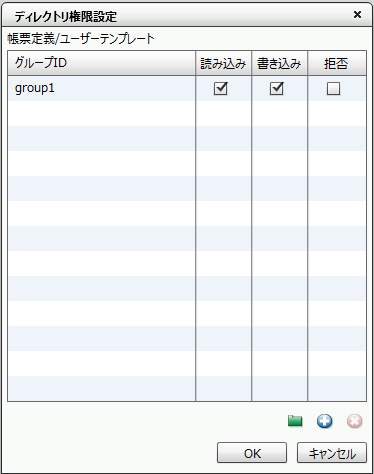 ディレクトリ権限設定
帳票定義/ユーザーテンプレート
グループID 読み込み 書き込み 拒否
group1
OK キャンセル